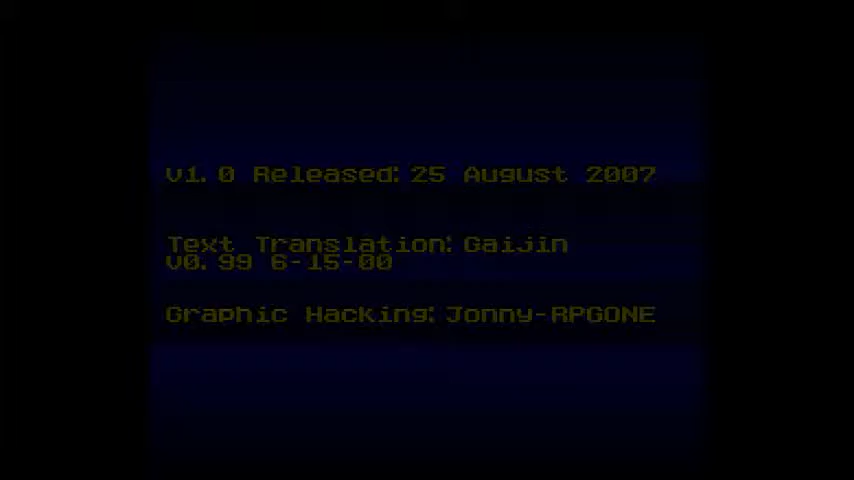 v1.0 Released: 25 August 2007
Text Translation: Gaijin
v0.99 6-15-00
Graphic Hacking: Jonny-RPGONE